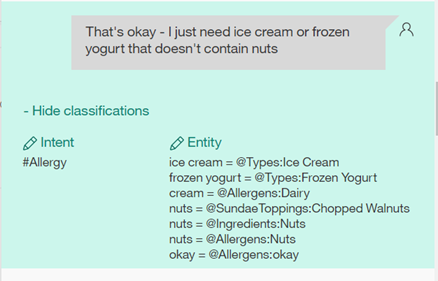 That's okay - I just need ice cream or frozen
yogurt that doesn't contain nuts
- Hide classifications
Intent
#Allergy
Entity
ice cream = @Types:Ice Cream
frozen yogurt = @Types:Frozen Yogurt
cream = @Allergens:Dairy
nuts = @SundaeToppings:Chopped Walnuts
nuts = @Ingredients:Nuts
nuts = @Allergens:Nuts
okay = @Allergens:okay